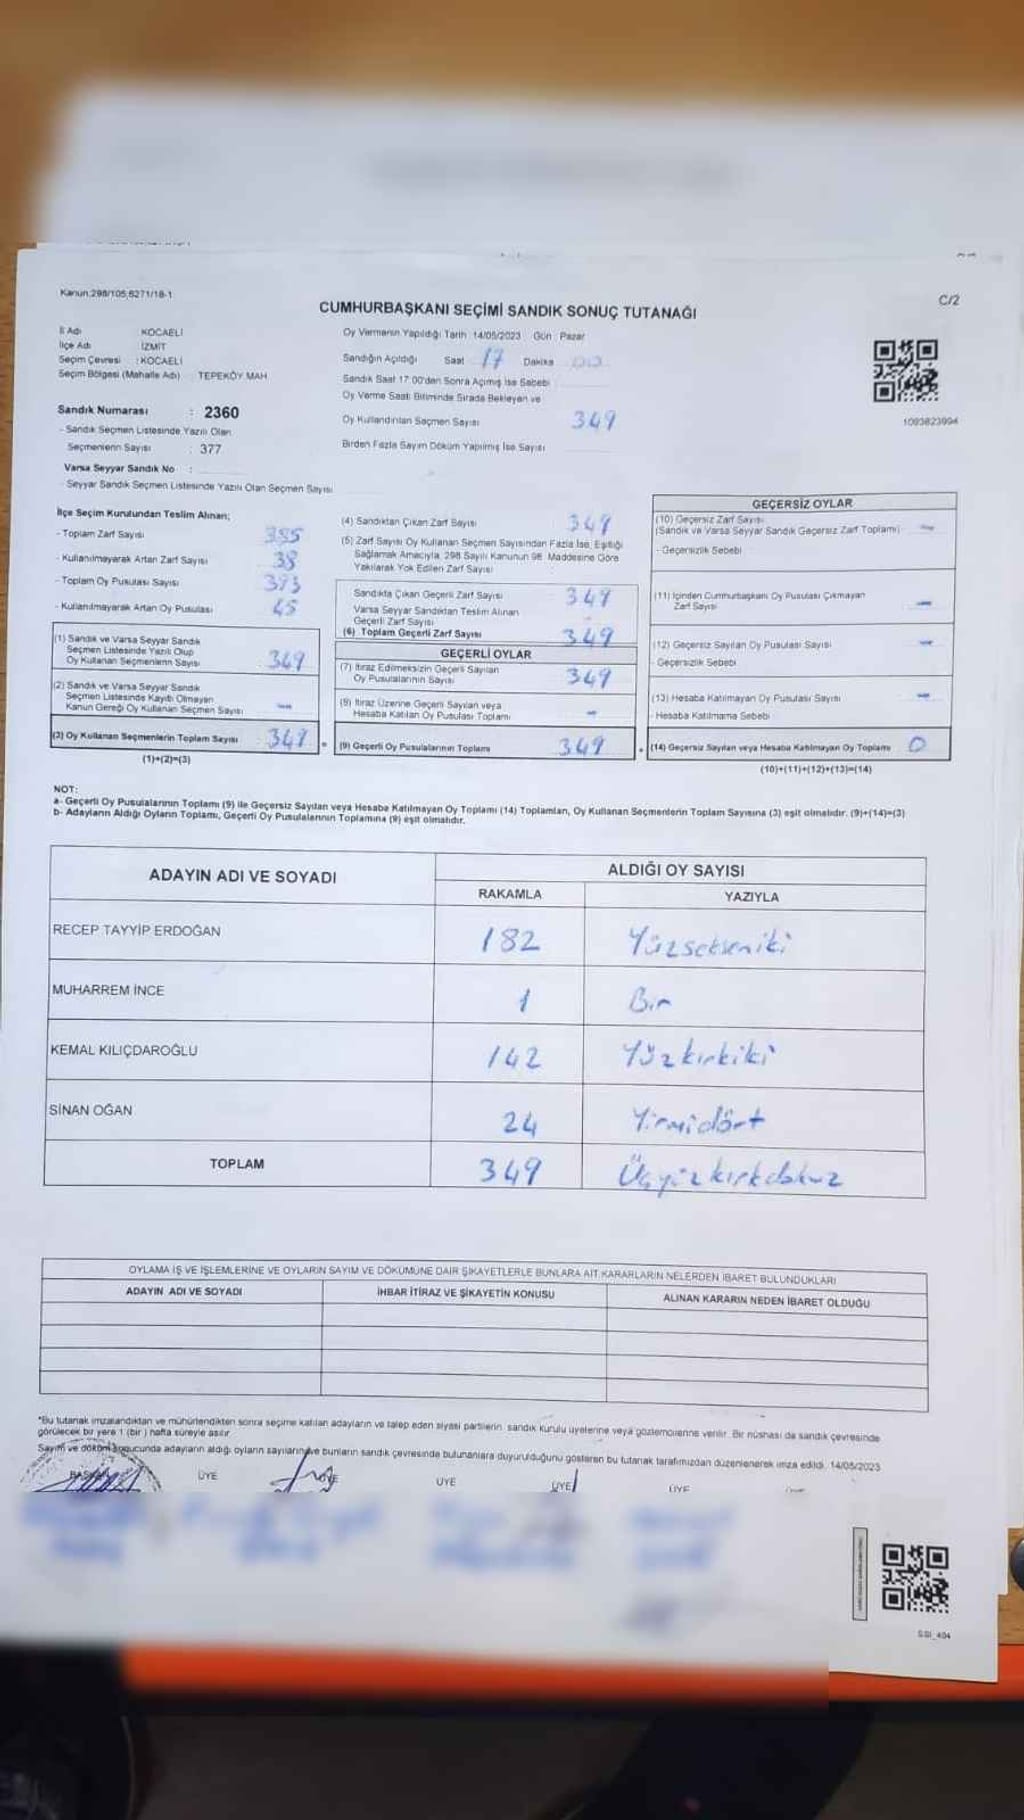 Kanun:298/105,6271/18-1
C/2
CUMHURBAŞKANI SEÇİMİ SANDIK SONUÇ TUTANAĞI
İl Adı KOCAELİ
İlçe Adı İZMİT
Seçim Çevresi : KOCAELİ
Seçim Bölgesi (Mahalle Adı) : TEPEKÖY MAH
Oy Vermenin Yapıldığı Tarih :14/05/2023 Gün : Pazar
Sandığın Açıldığı Saat 17 Dakika 00
Sandık Saat 17:00'den Sonra Açılmış İse Sebebi
Oy Verme Saati Bitiminde Sırada Bekleyen ve
Oy Kullandırılan Seçmen Sayısı 349
Birden Fazla Sayım Döküm Yapılmış İse Sayısı
1093823994
Sandık Numarası : 2360
- Sandık Seçmen Listesinde Yazılı Olan
Seçmenlerin Sayısı : 377
Varsa Seyyar Sandık No :
- Seyyar Sandık Seçmen Listesinde Yazılı Olan Seçmen Sayısı
İlçe Seçim Kurulundan Teslim Alınan;
- Toplam Zarf Sayısı 385
- Kullanılmayarak Artan Zarf Sayısı 38
- Toplam Oy Pusulası Sayısı 393
- Kullanılmayarak Artan Oy Pusulası 45
(1) Sandık ve Varsa Seyyar Sandık
Seçmen Listesinde Yazılı Olup
Oy Kullanan Seçmenlerin Sayısı 349
(2) Sandık ve Varsa Seyyar Sandık
Seçmen Listesinde Kayıtlı Olmayan
Kanun Gereği Oy Kullanan Seçmen Sayısı -
(3) Oy Kullanan Seçmenlerin Toplam Sayısı 349 =
(1)+(2)=(3)
(4) Sandıktan Çıkan Zarf Sayısı 349
(5) Zarf Sayısı Oy Kullanan Seçmen Sayısından Fazla İse, Eşitliği
Sağlamak Amacıyla, 298 Sayılı Kanunun 98. Maddesine Göre
Yakılarak Yok Edilen Zarf Sayısı
Sandıkta Çıkan Geçerli Zarf Sayısı 349
Varsa Seyyar Sandıktan Teslim Alınan
Geçerli Zarf Sayısı -
(6) Toplam Geçerli Zarf Sayısı 349
GEÇERLİ OYLAR
(7) İtiraz Edilmeksizin Geçerli Sayılan
Oy Pusulalarının Sayısı 349
(8) İtiraz Üzerine Geçerli Sayılan veya
Hesaba Katılan Oy Pusulası Toplamı -
(9) Geçerli Oy Pusulalarının Toplamı 349 +
GEÇERSİZ OYLAR
(10) Geçersiz Zarf Sayısı
(Sandık ve Varsa Seyyar Sandık Geçersiz Zarf Toplamı) -
- Geçersizlik Sebebi
(11) İçinden Cumhurbaşkanı Oy Pusulası Çıkmayan
Zarf Sayısı -
(12) Geçersiz Sayılan Oy Pusulası Sayısı -
- Geçersizlik Sebebi
(13) Hesaba Katılmayan Oy Pusulası Sayısı -
- Hesaba Katılmama Sebebi
(14) Geçersiz Sayılan veya Hesaba Katılmayan Oy Toplamı 0
(10)+(11)+(12)+(13)=(14)
NOT:
a- Geçerli Oy Pusulalarının Toplamı (9) ile Geçersiz Sayılan veya Hesaba Katılmayan Oy Toplamı (14) Toplamları, Oy Kullanan Seçmenlerin Toplam Sayısına (3) eşit olmalıdır. (9)+(14)=(3)
b- Adayların Aldığı Oyların Toplamı, Geçerli Oy Pusulalarının Toplamına (9) eşit olmalıdır.
ADAYIN ADI VE SOYADI
ALDIĞI OY SAYISI
RAKAMLA YAZIYLA
RECEP TAYYİP ERDOĞAN 182 Yüzsekseniki
MUHARREM İNCE 1 Bir
KEMAL KILIÇDAROĞLU 142 Yüzkırkiki
SİNAN OĞAN 24 Yirmidört
TOPLAM 349 Üçyüzkırkdokuz
OYLAMA İŞ VE İŞLEMLERİNE VE OYLARIN SAYIM VE DÖKÜMÜNE DAİR ŞİKAYETLERLE BUNLARA AİT KARARLARIN NELERDEN İBARET BULUNDUKLARI
ADAYIN ADI VE SOYADI İHBAR İTİRAZ VE ŞİKAYETİN KONUSU ALINAN KARARIN NEDEN İBARET OLDUĞU
*Bu tutanak imzalandıktan ve mühürlendikten sonra seçime katılan adayların ve talep eden siyasi partilerin, sandık kurulu üyelerine veya gözlemcilerine verilir. Bir nüshası da sandık çevresinde
görülecek bir yere 1 (bir ) hafta süreyle asılır.
Sayım ve döküm sonucunda adayların aldığı oyların sayıları ve bunların sandık çevresinde bulunanlara duyurulduğunu gösteren bu tutanak tarafımızdan düzenlenerek imza edildi. 14/05/2023
BAŞKAN ÜYE ÜYE ÜYE ÜYE ÜYE
SSI_404